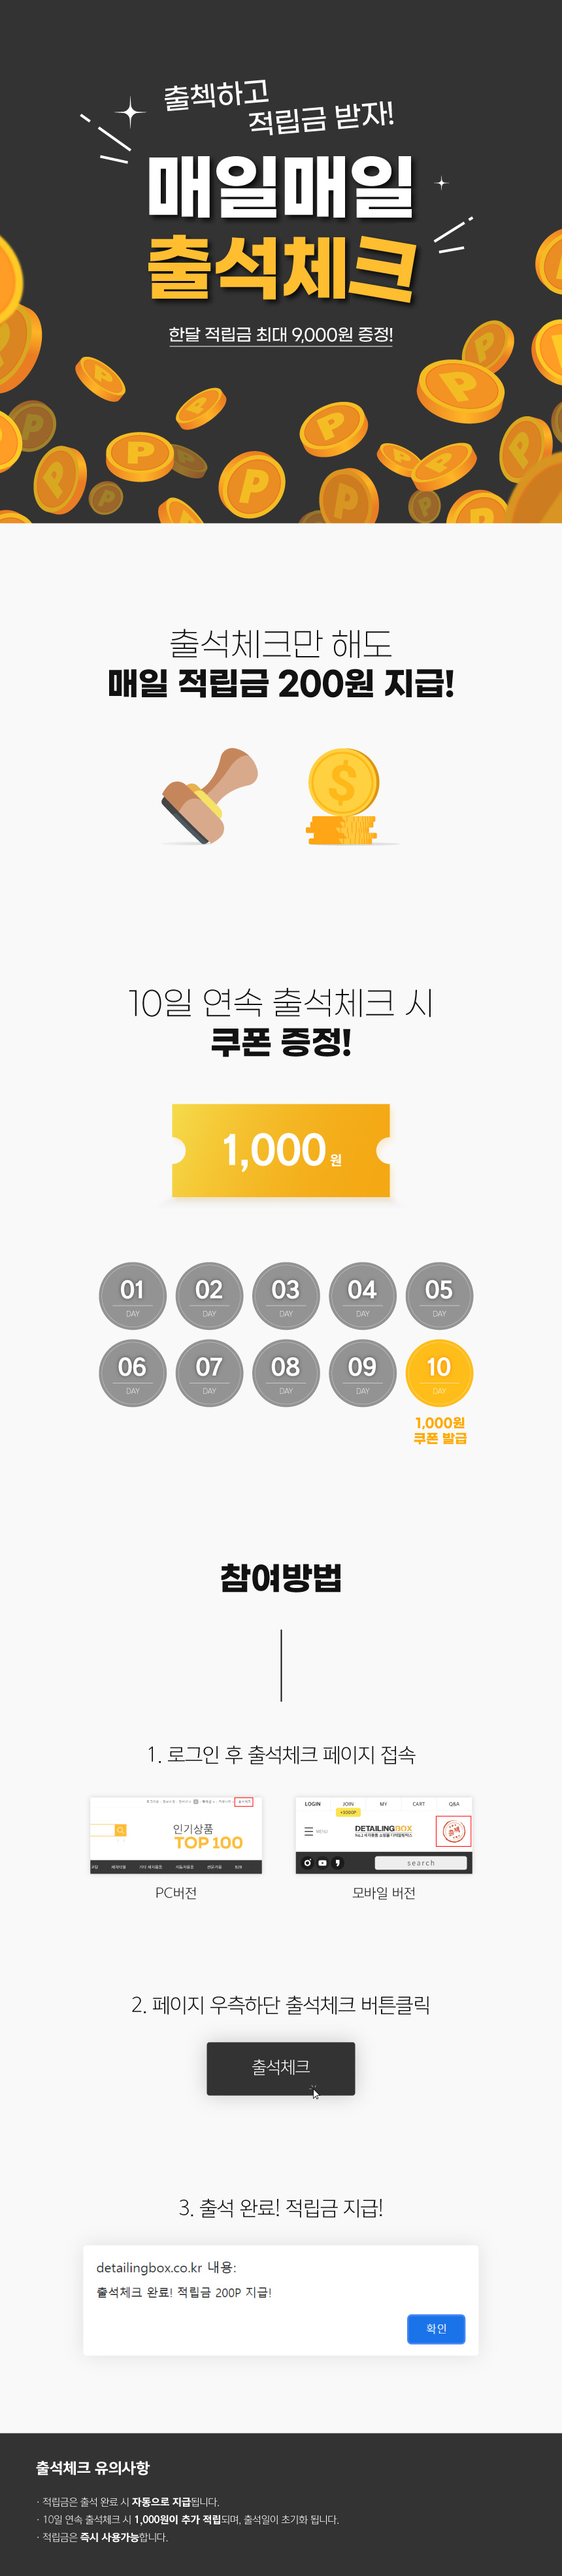 출첵하고
적립금 받자!
매일매일
출석체크
한달 적립금 최대 9,000원 증정!
출석체크만 해도
매일 적립금 200원 지급!
10일 연속 출석체크 시
쿠폰 증정!
1,000원
01 02 03 04 05
DAY DAY DAY DAY DAY
06 07 08 09 10
DAY DAY DAY DAY DAY
1,000원
쿠폰 발급
참여방법
1. 로그인 후 출석체크 페이지 접속
인기상품
TOP 100
LOGIN JOIN MY CART Q&A
+5000P
MENU
DETAILINGBOX
출첵
search
PC버전
모바일 버전
2. 페이지 우측하단 출석체크 버튼클릭
출석체크
3. 출석 완료! 적립금 지급!
detailingbox.co.kr 내용:
출석체크 완료! 적립금 200P 지급!
확인
출석체크 유의사항
· 적립금은 출석 완료 시 자동으로 지급됩니다.
· 10일 연속 출석체크 시 1,000원이 추가 적립되며, 출석일이 초기화 됩니다.
· 적립금은 즉시 사용가능합니다.